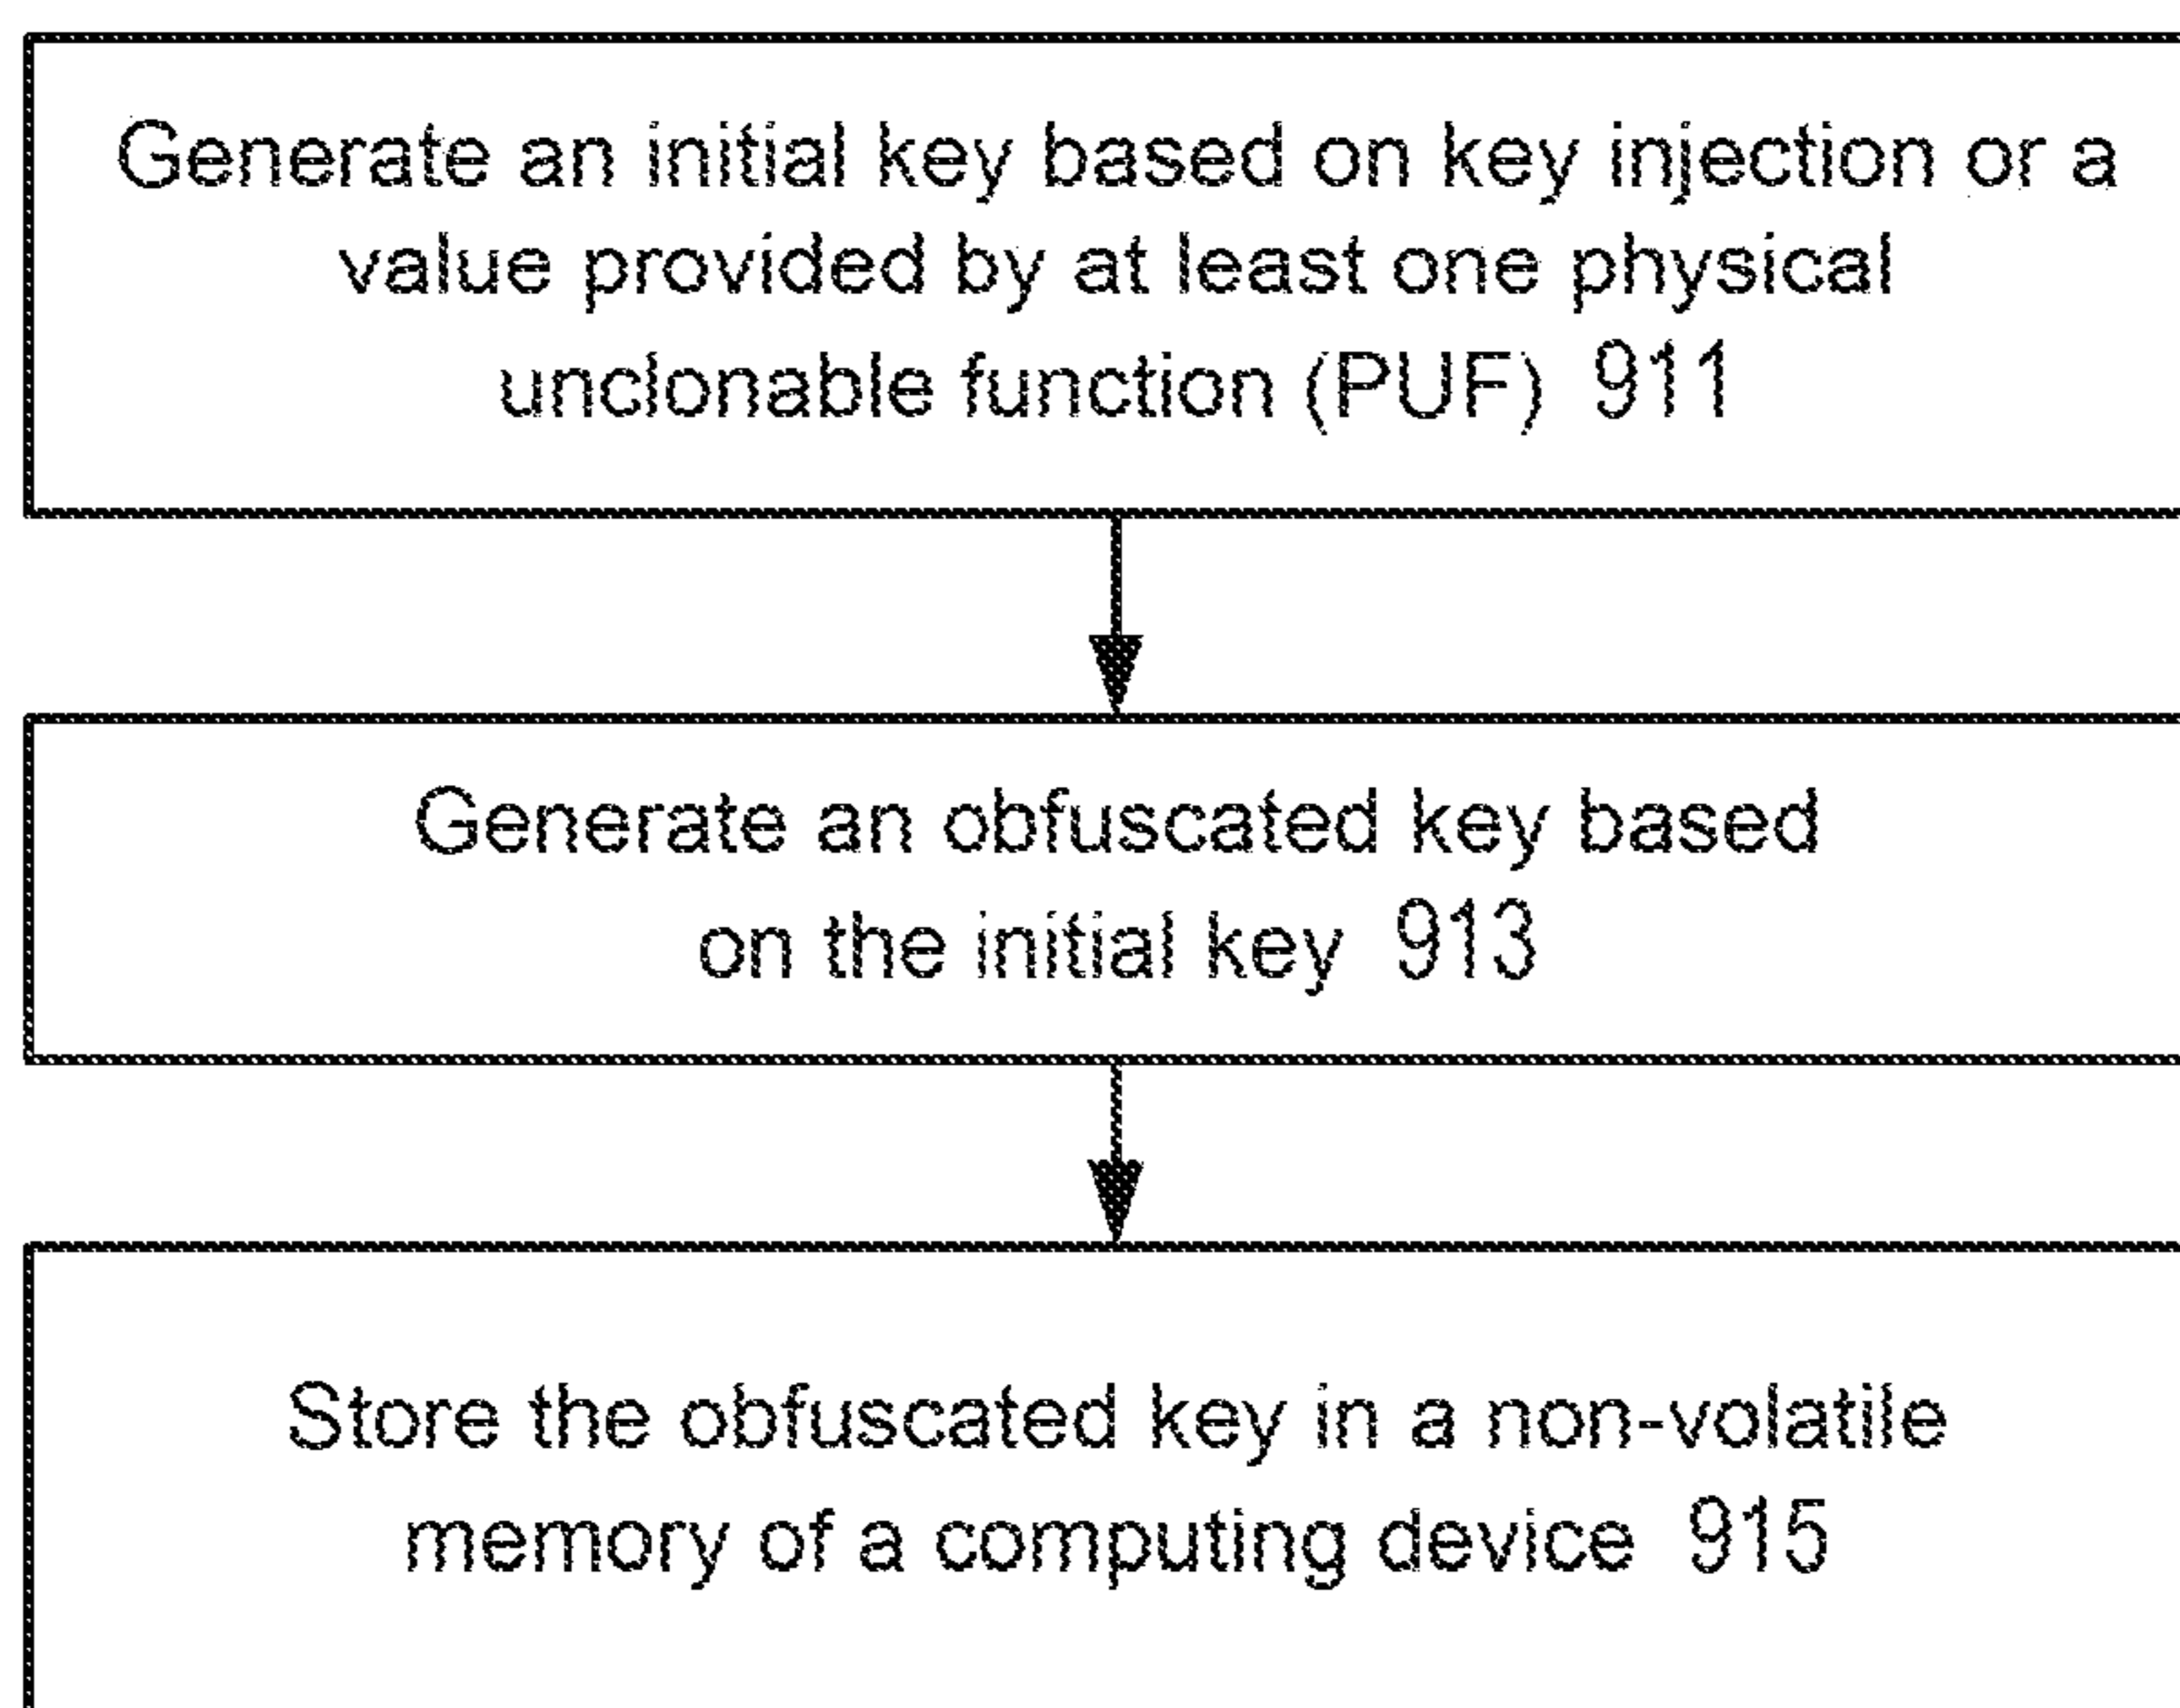 Generate an initial key based on key injection or a
value provided by at least one physical
unclonable function (PUF) 911
Generate an obfuscated key based
on the initial key 913
Store the obfuscated key in a non-volatile
memory of a computing device 915